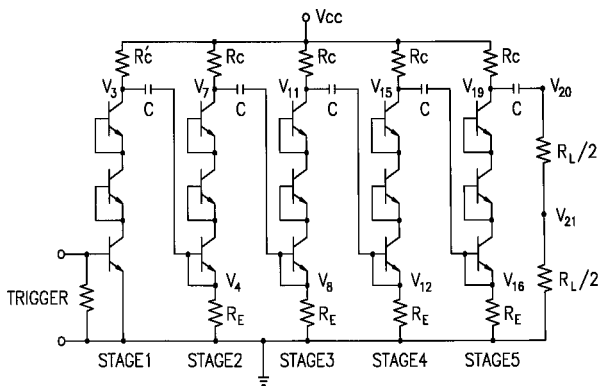 Vcc
R'c Rc Rc Rc Rc
V3 V7 V11 V15 V19 V20
C C C C C
RL/2
V21
TRIGGER V4 V8 V12 V16 RL/2
RE RE RE RE
STAGE1 STAGE2 STAGE3 STAGE4 STAGE5